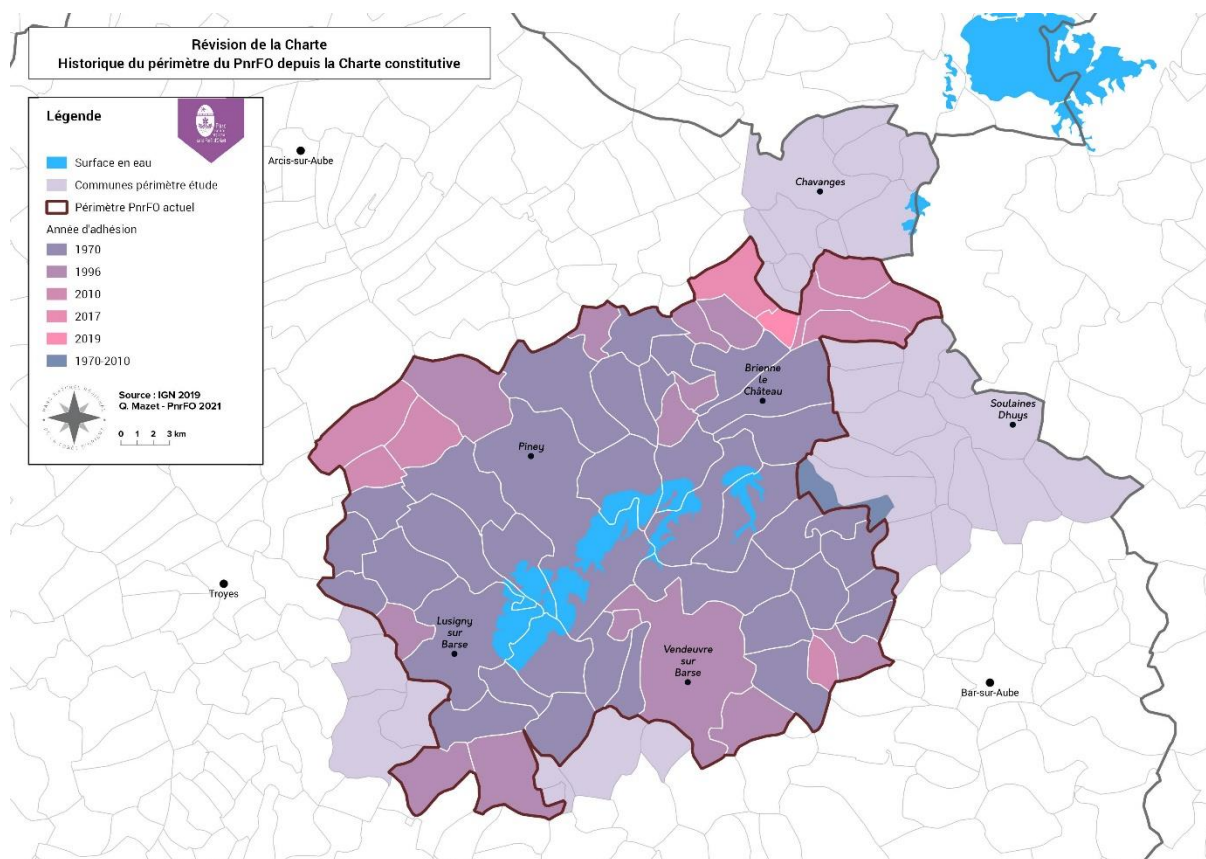 Révision de la Charte
Historique du périmètre du PnrFO depuis la Charte constitutive
Légende
Parc
Surface en eau
Communes périmètre étude
Périmètre PnrFO actuel
Année d'adhésion
1970
1996
2010
2017
2019
1970-2010
Source : IGN 2019
Q. Mazet - PnrFO 2021
0 1 2 3 km
Arcis-sur-Aube
Chavanges
Brienne
le
Château
Soulaines
Dhuys
Piney
Troyes
Lusigny
sur
Barse
Vendeuvre
sur
Barse
Bar-sur-Aube